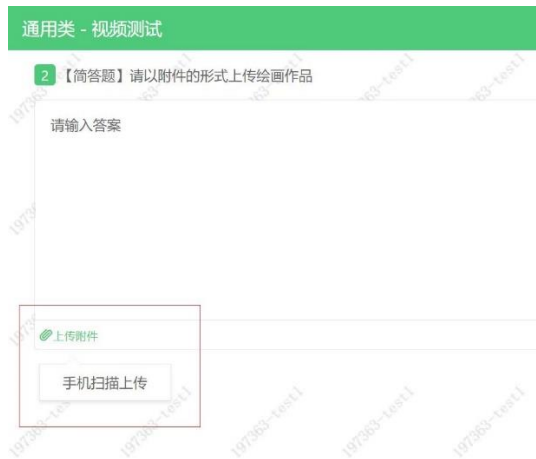 通用类 - 视频测试
2 【简答题】请以附件的形式上传绘画作品
请输入答案
上传附件
手机扫描上传
197363-test1